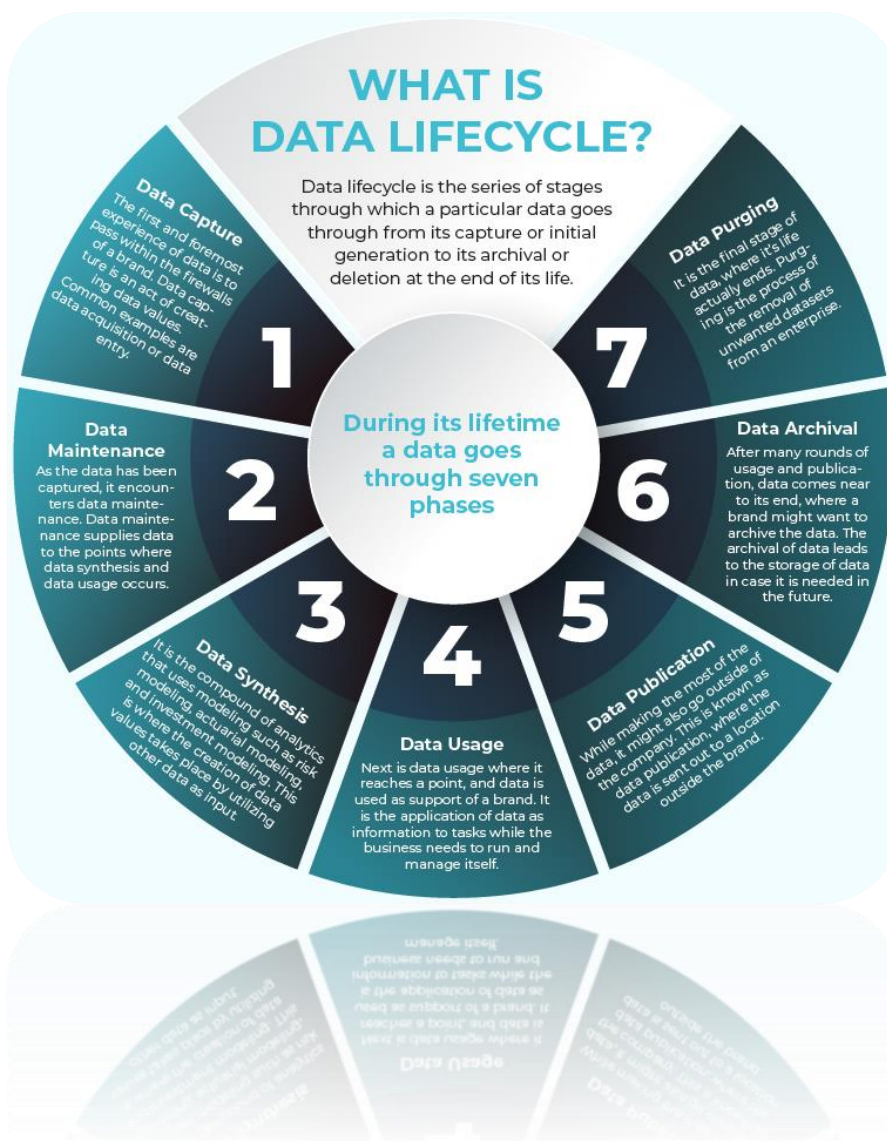 WHAT IS
DATA LIFECYCLE?
Data lifecycle is the series of stages
through which a particular data goes
through from its capture or initial
generation to its archival or
deletion at the end of its life.
During its lifetime
a data goes
through seven
phases
1
Data Capture
The first and foremost
experience of data is to
pass within the firewalls
of a brand. Data cap-
ture is an act of creat-
ing data values.
Common examples are
data acquisition or data
entry.
2
Data
Maintenance
As the data has been
captured, it encoun-
ters data mainte-
nance. Data mainte-
nance supplies data
to the points where
data synthesis and
data usage occurs.
3
Data Synthesis
It is the compound of analytics
that uses modeling such as risk
modeling, actuarial modeling,
and investment modeling. This
is where the creation of data
values takes place by utilizing
other data as input
4
Data Usage
Next is data usage where it
reaches a point, and data is
used as support of a brand. It
is the application of data as
information to tasks while the
business needs to run and
manage itself.
5
Data Publication
While making the most of the
data, it might also go outside of
the company. This is known as
data publication, where the
data is sent out to a location
outside the brand.
6
Data Archival
After many rounds of
usage and publica-
tion, data comes near
to its end, where a
brand might want to
archive the data. The
archival of data leads
to the storage of data
in case it is needed in
the future.
7
Data Purging
It is the final stage of
data, where it's life
actually ends. Purg-
ing is the process of
the removal of
unwanted datasets
from an enterprise.